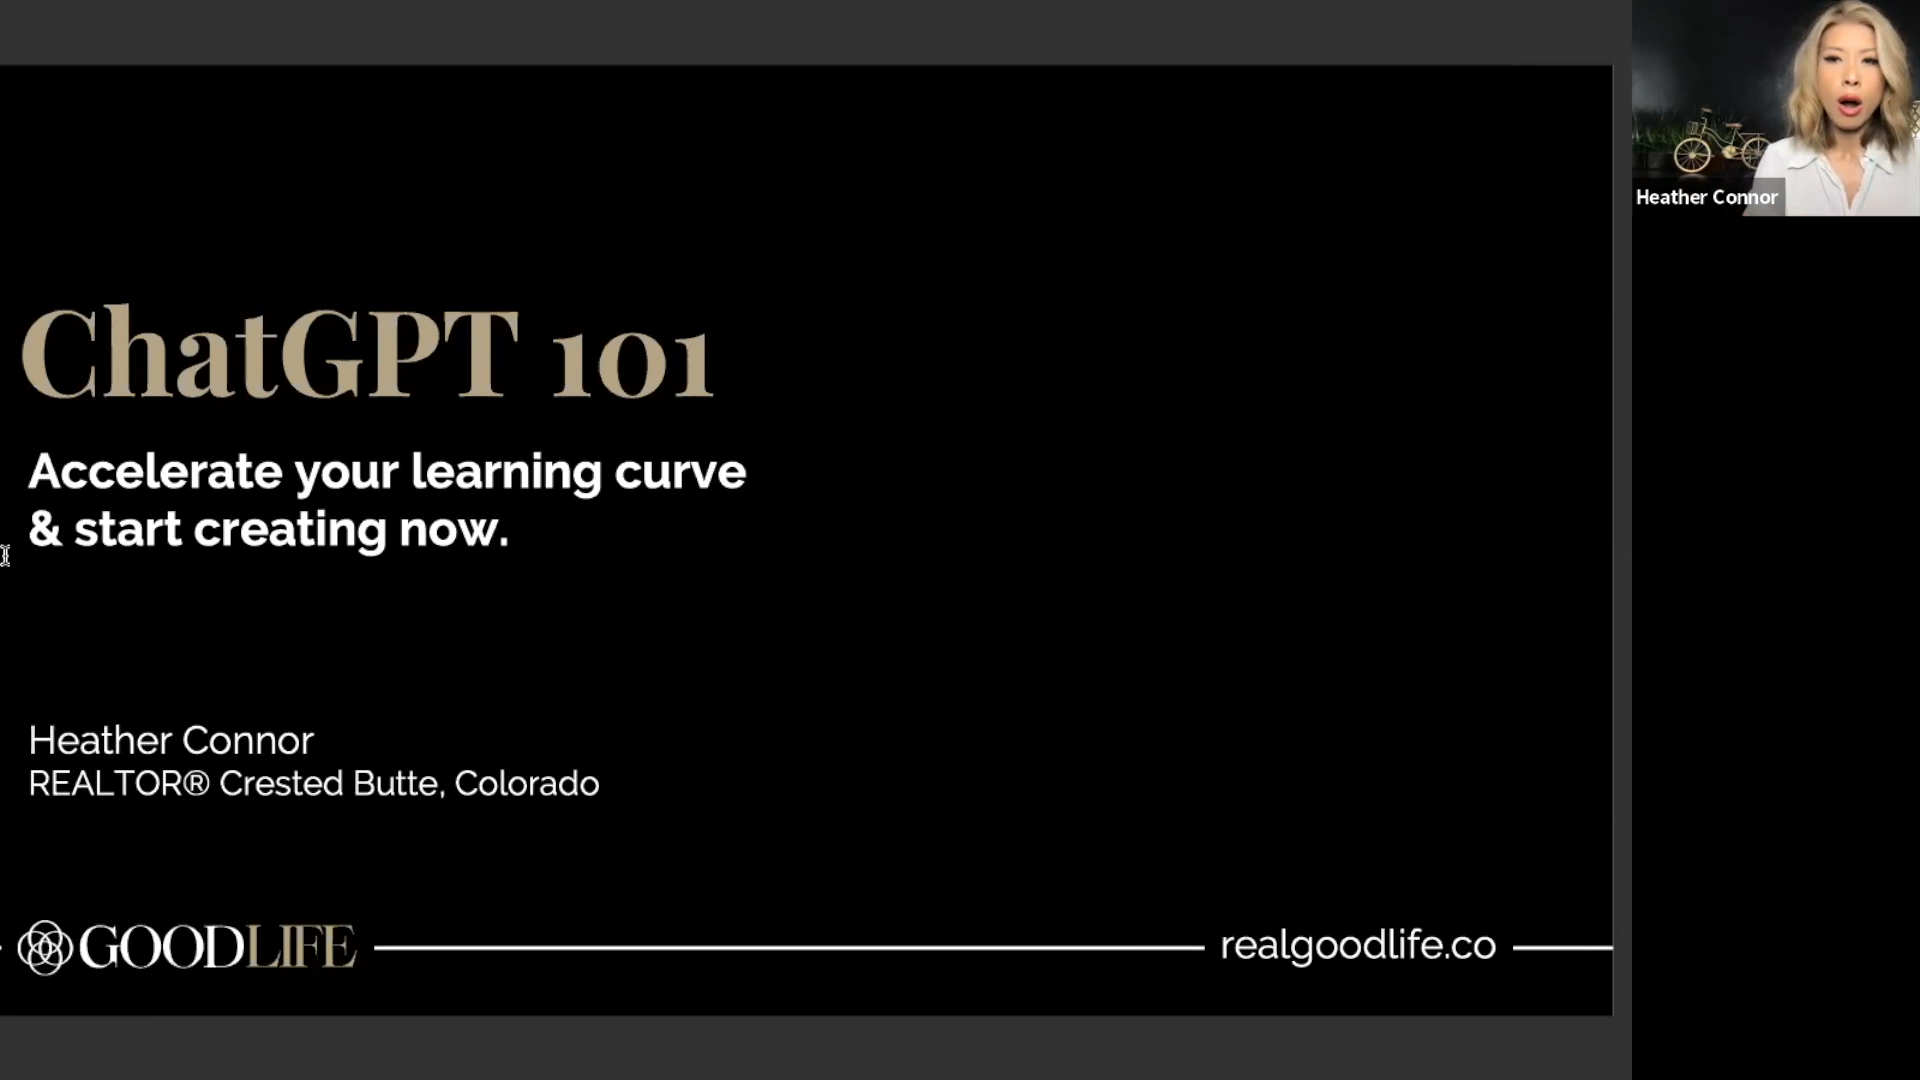 ChatGPT 101
Accelerate your learning curve
& start creating now.
Heather Connor
REALTOR® Crested Butte, Colorado
GOODLIFE
realgoodlife.co
Heather Connor